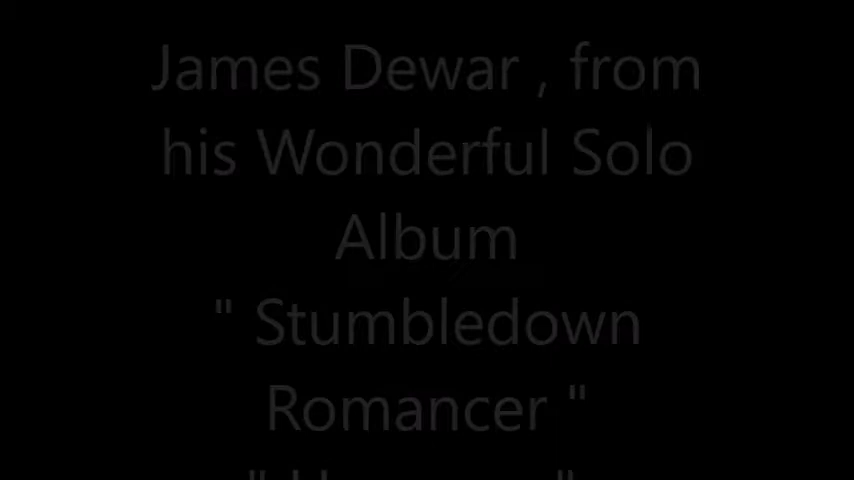 James Dewar , from
his Wonderful Solo
Album
" Stumbledown
Romancer "